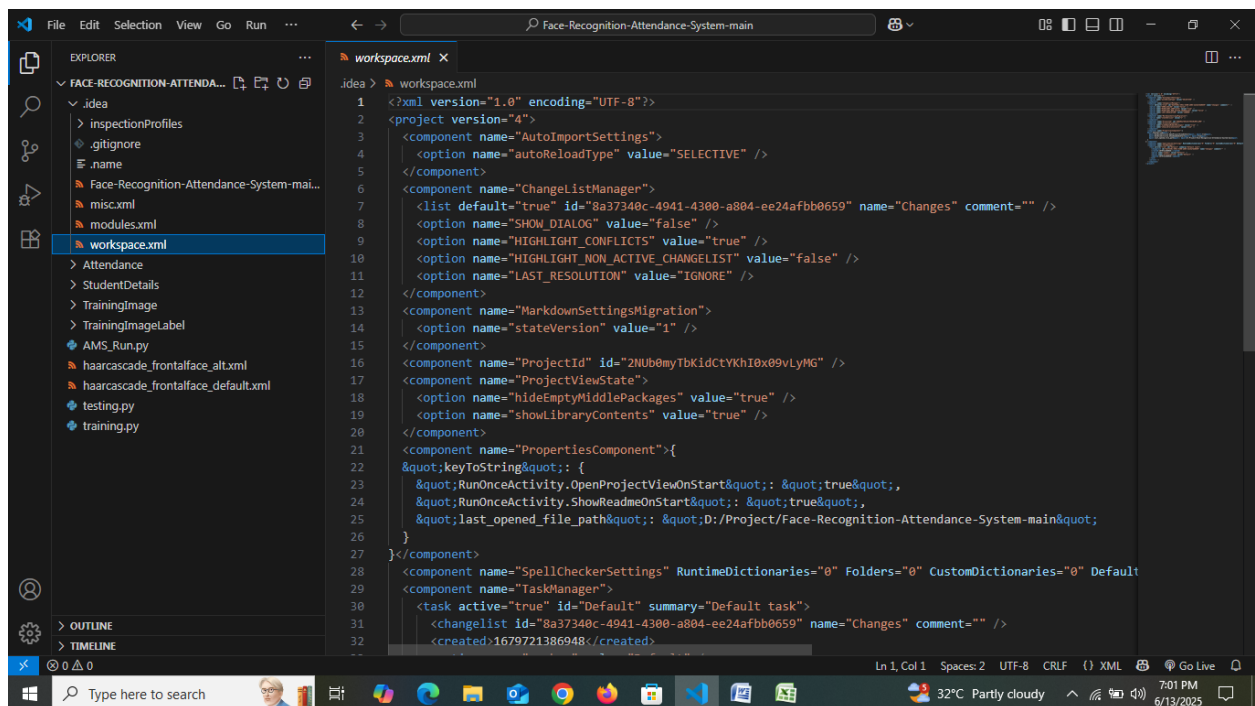 File Edit Selection View Go Run ···
Face-Recognition-Attendance-System-main
EXPLORER
FACE-RECOGNITION-ATTENDA...
.idea
inspectionProfiles
.gitignore
.name
Face-Recognition-Attendance-System-mai...
misc.xml
modules.xml
workspace.xml
Attendance
StudentDetails
TrainingImage
TrainingImageLabel
AMS_Run.py
haarcascade_frontalface_alt.xml
haarcascade_frontalface_default.xml
testing.py
training.py
OUTLINE
TIMELINE
workspace.xml
.idea > workspace.xml
1 <?xml version="1.0" encoding="UTF-8"?>
2 <project version="4">
3 <component name="AutoImportSettings">
4 <option name="autoReloadType" value="SELECTIVE" />
5 </component>
6 <component name="ChangeListManager">
7 <list default="true" id="8a37340c-4941-4300-a804-ee24afbb0659" name="Changes" comment="" />
8 <option name="SHOW_DIALOG" value="false" />
9 <option name="HIGHLIGHT_CONFLICTS" value="true" />
10 <option name="HIGHLIGHT_NON_ACTIVE_CHANGELIST" value="false" />
11 <option name="LAST_RESOLUTION" value="IGNORE" />
12 </component>
13 <component name="MarkdownSettingsMigration">
14 <option name="stateVersion" value="1" />
15 </component>
16 <component name="ProjectId" id="2NUb0myTbKidCtYKhI0x09vLyMG" />
17 <component name="ProjectViewState">
18 <option name="hideEmptyMiddlePackages" value="true" />
19 <option name="showLibraryContents" value="true" />
20 </component>
21 <component name="PropertiesComponent">{
22 &quot;keyToString&quot;: {
23 &quot;RunOnceActivity.OpenProjectViewOnStart&quot;: &quot;true&quot;,
24 &quot;RunOnceActivity.ShowReadmeOnStart&quot;: &quot;true&quot;,
25 &quot;last_opened_file_path&quot;: &quot;D:/Project/Face-Recognition-Attendance-System-main&quot;
26 }
27 }</component>
28 <component name="SpellCheckerSettings" RuntimeDictionaries="0" Folders="0" CustomDictionaries="0" Default
29 <component name="TaskManager">
30 <task active="true" id="Default" summary="Default task">
31 <changelist id="8a37340c-4941-4300-a804-ee24afbb0659" name="Changes" comment="" />
32 <created>1679721386948</created>
0 0 Ln 1, Col 1 Spaces: 2 UTF-8 CRLF {} XML Go Live
Type here to search 32°C Partly cloudy 7:01 PM
6/13/2025